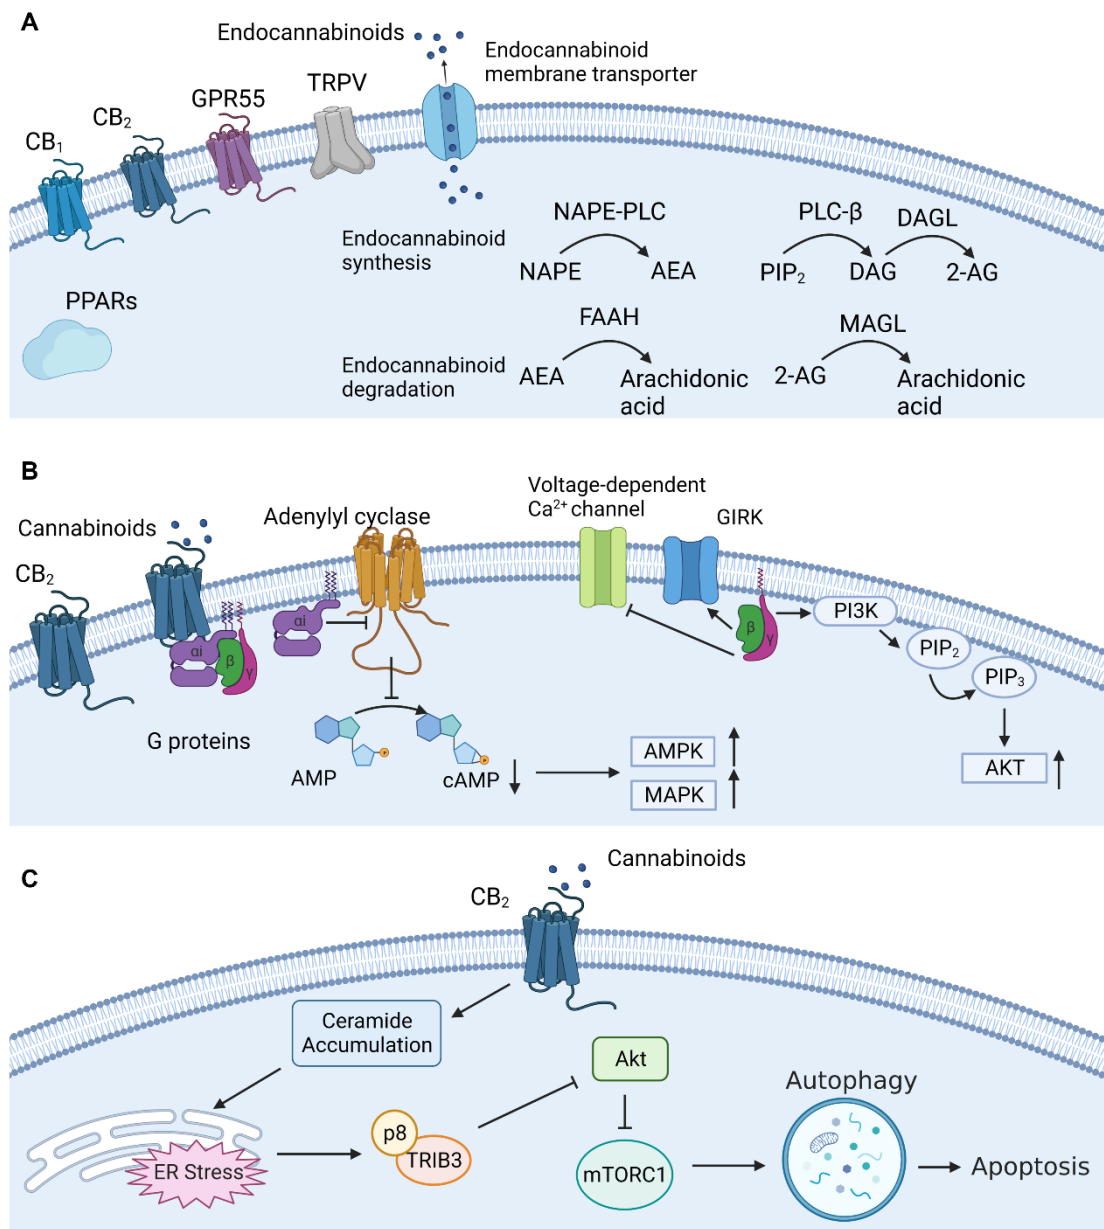 A
Endocannabinoids
Endocannabinoid
membrane transporter
TRPV
GPR55
CB2
CB1
NAPE-PLC
PLC-β
DAGL
Endocannabinoid
synthesis
NAPE
AEA
PIP2
DAG
2-AG
PPARs
FAAH
MAGL
Endocannabinoid
degradation
AEA
Arachidonic
acid
2-AG
Arachidonic
acid
B
Voltage-dependent
Ca2+ channel
Cannabinoids
Adenylyl cyclase
GIRK
CB2
αi
αi
β
γ
β
γ
PI3K
PIP2
PIP3
G proteins
P
P
AMP
cAMP
AMPK
MAPK
AKT
C
Cannabinoids
CB2
Ceramide
Accumulation
Akt
Autophagy
p8
TRIB3
ER Stress
mTORC1
Apoptosis